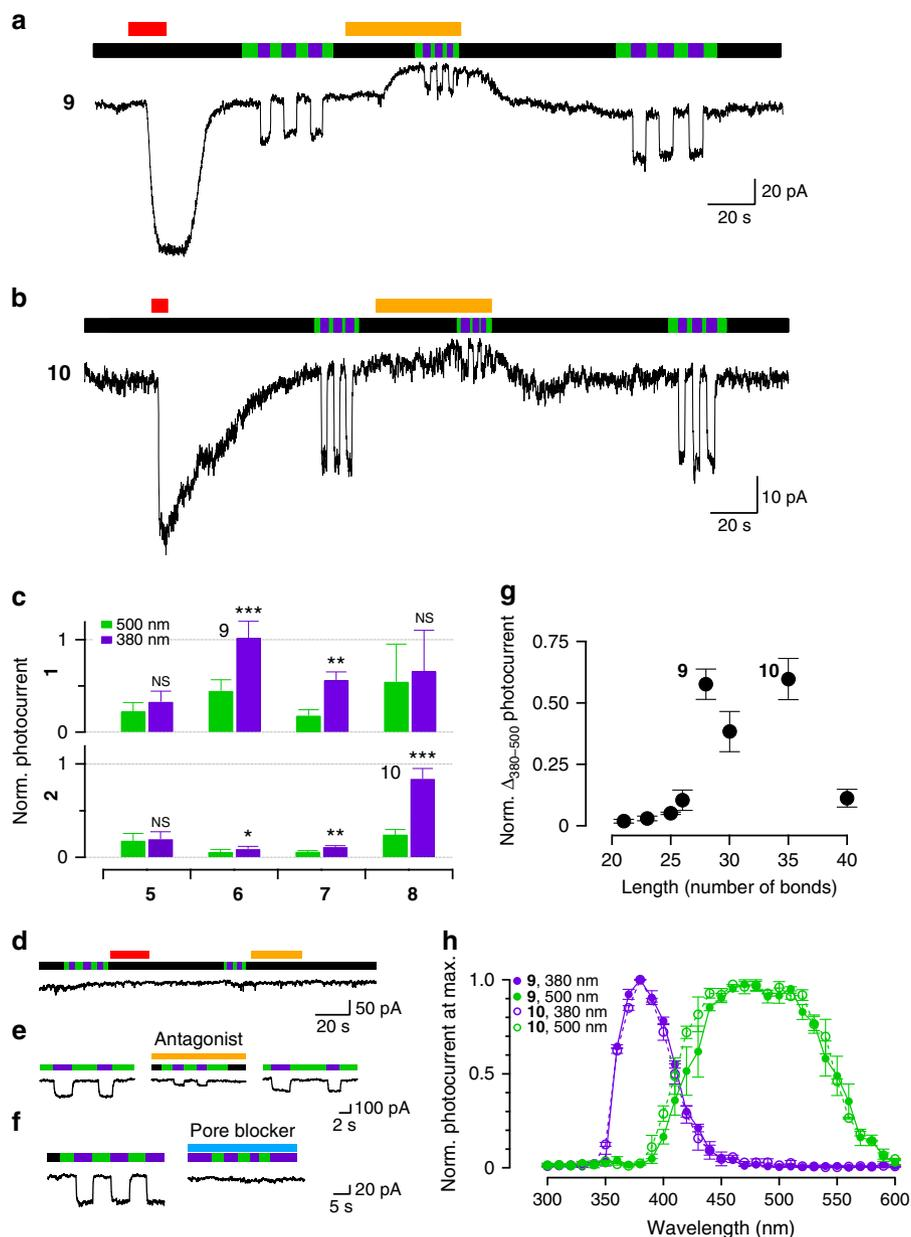 a
9
20 pA
20 s
b
10
10 pA
20 s
c
500 nm
380 nm
Norm. photocurrent
1
1
0
9
***
NS
**
NS
2
1
0
10
NS
*
**
***
5 6 7 8
g
Norm. Δ380–500 photocurrent
0.75
0.50
0.25
0
9
10
20 25 30 35 40
Length (number of bonds)
d
50 pA
20 s
e
Antagonist
100 pA
2 s
f
Pore blocker
20 pA
5 s
h
Norm. photocurrent at max.
1.0
0.5
0
9, 380 nm
9, 500 nm
10, 380 nm
10, 500 nm
300 350 400 450 500 550 600
Wavelength (nm)